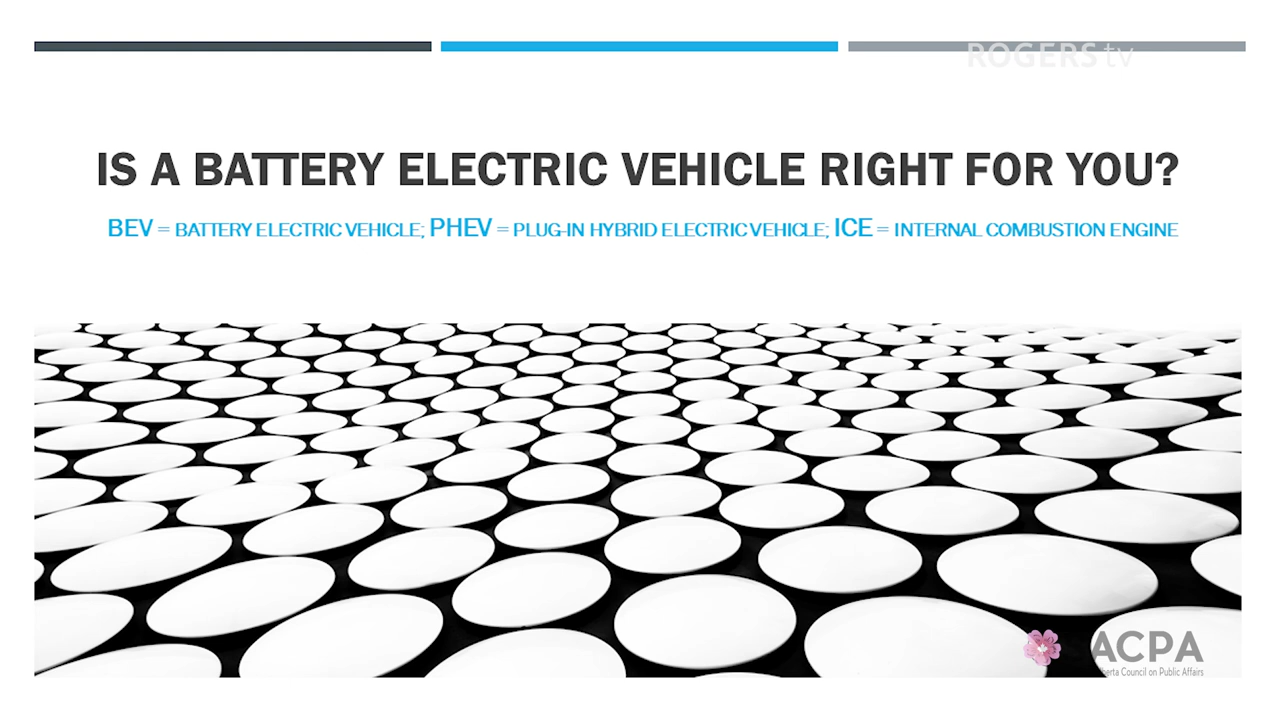 ROGERS tv
IS A BATTERY ELECTRIC VEHICLE RIGHT FOR YOU?
BEV = BATTERY ELECTRIC VEHICLE; PHEV = PLUG-IN HYBRID ELECTRIC VEHICLE; ICE = INTERNAL COMBUSTION ENGINE
ACPA
Council on Public Affairs